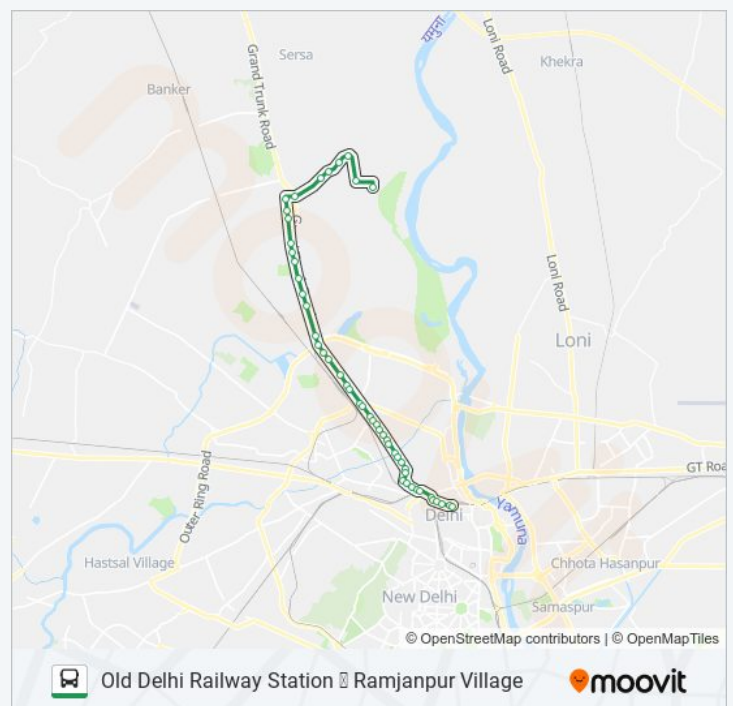 Sersa
Khekra
Banker
Grand Trunk Road
Loni Road
Loni Road
Loni
Outer Ring Road
GT Roa
Delhi
Yamuna
Hastsal Village
Chhota Hasanpur
New Delhi
Samaspur
© OpenStreetMap contributors | © OpenMapTiles
Old Delhi Railway Station Ramjanpur Village
moovit